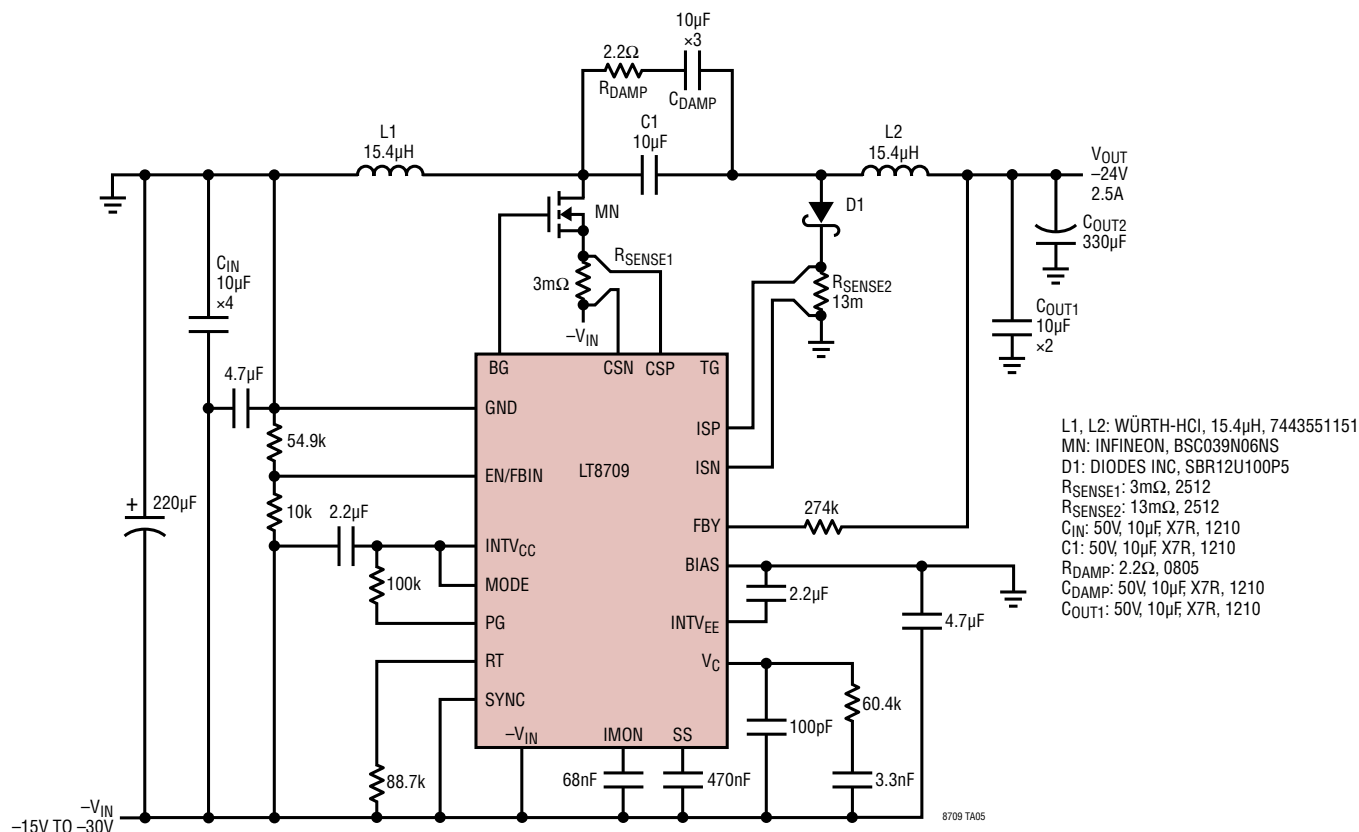 10µF
×3
2.2Ω
RDAMP
CDAMP
L1
15.4µH
C1
10µF
L2
15.4µH
VOUT
–24V
2.5A
MN
D1
COUT2
330µF
CIN
10µF
×4
RSENSE1
3mΩ
–VIN
RSENSE2
13m
COUT1
10µF
×2
4.7µF
BG
CSN
CSP
TG
GND
ISP
54.9k
EN/FBIN
LT8709
ISN
+
220µF
10k
2.2µF
INTVCC
FBY
274k
MODE
BIAS
100k
2.2µF
PG
INTVEE
4.7µF
RT
VC
SYNC
60.4k
100pF
–VIN
IMON
SS
88.7k
68nF
470nF
3.3nF
–VIN
–15V TO –30V
8709 TA05
L1, L2: WÜRTH-HCI, 15.4µH, 7443551151
MN: INFINEON, BSC039N06NS
D1: DIODES INC, SBR12U100P5
RSENSE1: 3mΩ, 2512
RSENSE2: 13mΩ, 2512
CIN: 50V, 10µF, X7R, 1210
C1: 50V, 10µF, X7R, 1210
RDAMP: 2.2Ω, 0805
CDAMP: 50V, 10µF, X7R, 1210
COUT1: 50V, 10µF, X7R, 1210